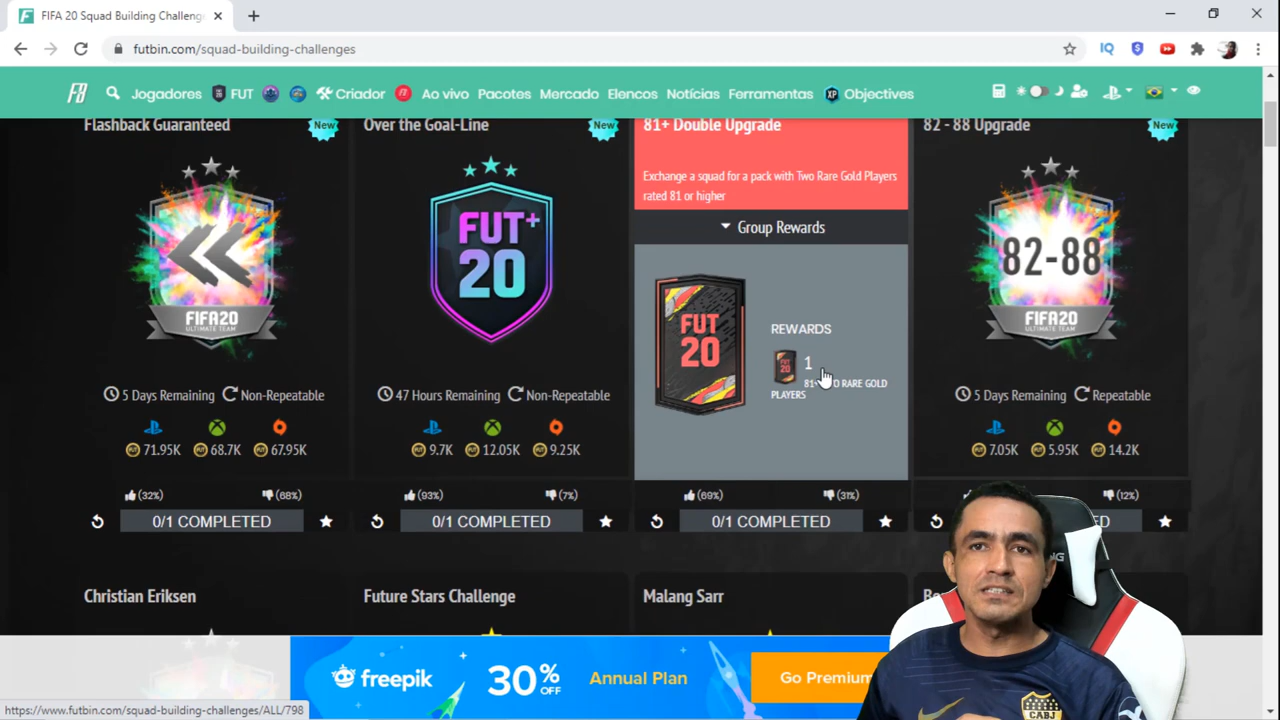 FIFA 20 Squad Building Challeng
futbin.com/squad-building-challenges
IQ
F8 Jogadores FUT Criador Ao vivo Pacotes Mercado Elencos Notícias Ferramentas XP Objectives
Flashback Guaranteed
New
FIFA20
ULTIMATE TEAM
5 Days Remaining Non-Repeatable
71.95K 68.7K 67.95K
(32%) (68%)
0/1 COMPLETED
Over the Goal-Line
New
FUT+
20
47 Hours Remaining Non-Repeatable
9.7K 12.05K 9.25K
(93%) (7%)
0/1 COMPLETED
81+ Double Upgrade
Exchange a squad for a pack with Two Rare Gold Players
rated 81 or higher
Group Rewards
FUT
20
REWARDS
1
RARE GOLD
PLAYERS
(69%) (31%)
0/1 COMPLETED
82 - 88 Upgrade
New
82-88
FIFA20
ULTIMATE TEAM
5 Days Remaining Repeatable
7.05K 5.95K 14.2K
(12%)
Christian Eriksen
Future Stars Challenge
Malang Sarr
freepik 30% OFF Annual Plan Go Premium
CABJ
https://www.futbin.com/squad-building-challenges/ALL/798